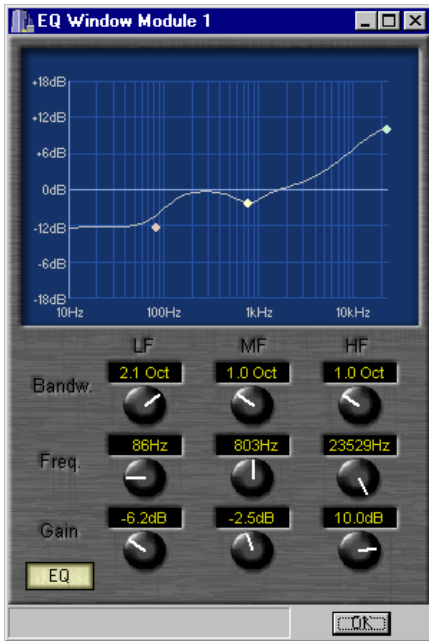 EQ Window Module 1
+18dB
+12dB
+6dB
0dB
-12dB
-6dB
-18dB
10Hz 100Hz 1kHz 10kHz
LF MF HF
Bandw. 2.1 Oct 1.0 Oct 1.0 Oct
Freq. 86Hz 803Hz 23529Hz
Gain -6.2dB -2.5dB 10.0dB
EQ
OK